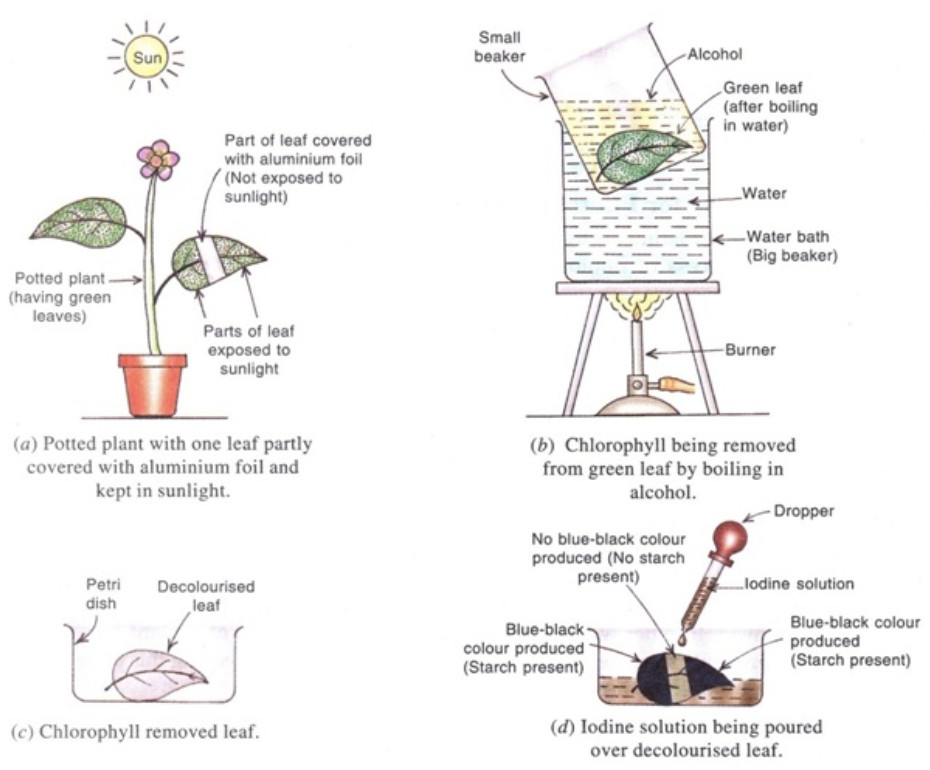 Sun
Part of leaf covered
with aluminium foil
(Not exposed to
sunlight)
Potted plant
(having green
leaves)
Parts of leaf
exposed to
sunlight
(a) Potted plant with one leaf partly
covered with aluminium foil and
kept in sunlight.
Small
beaker
Alcohol
Green leaf
(after boiling
in water)
Water
Water bath
(Big beaker)
Burner
(b) Chlorophyll being removed
from green leaf by boiling in
alcohol.
Petri
dish
Decolourised
leaf
(c) Chlorophyll removed leaf.
Dropper
No blue-black colour
produced (No starch
present)
Iodine solution
Blue-black
colour produced
(Starch present)
Blue-black colour
produced
(Starch present)
(d) Iodine solution being poured
over decolourised leaf.